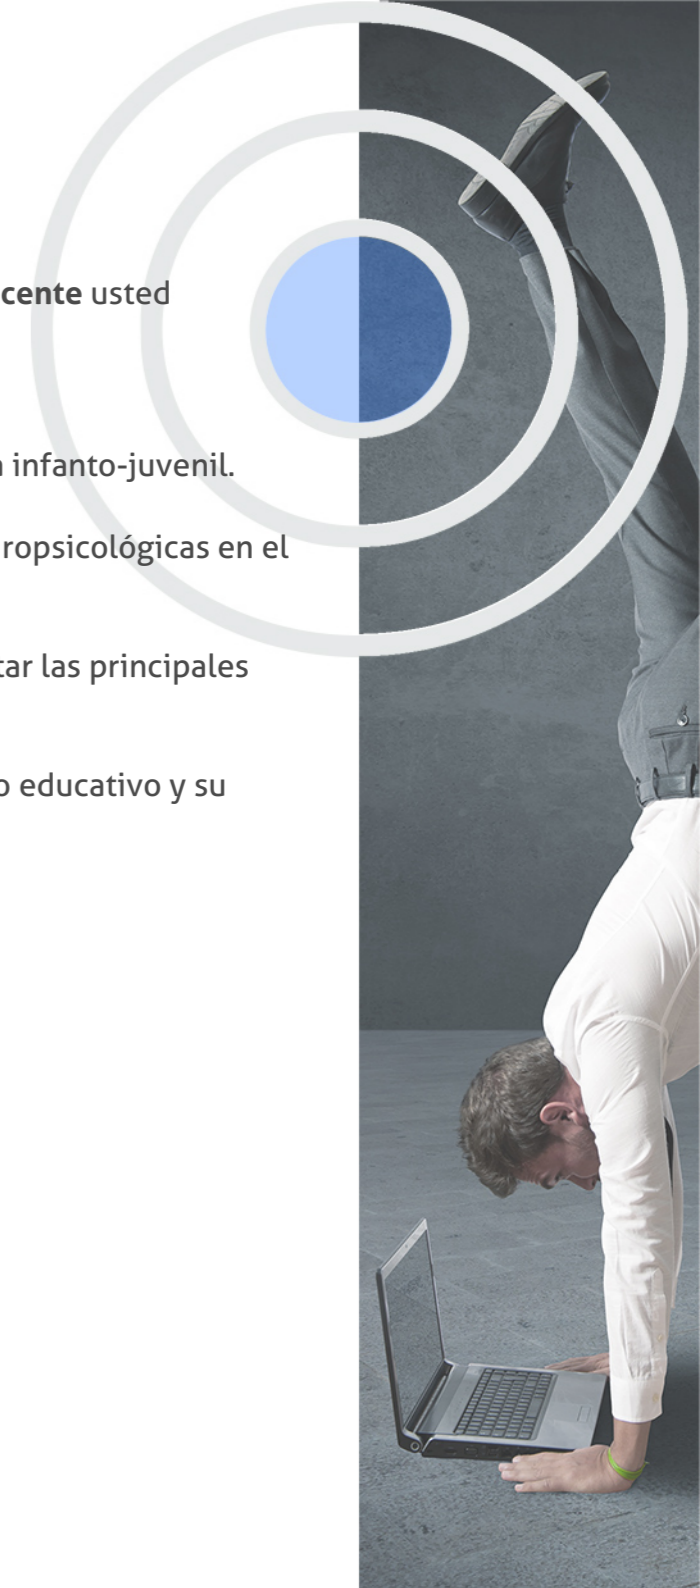 cente usted
infanto-juvenil.
ropsicológicas en el
tar las principales
o educativo y su